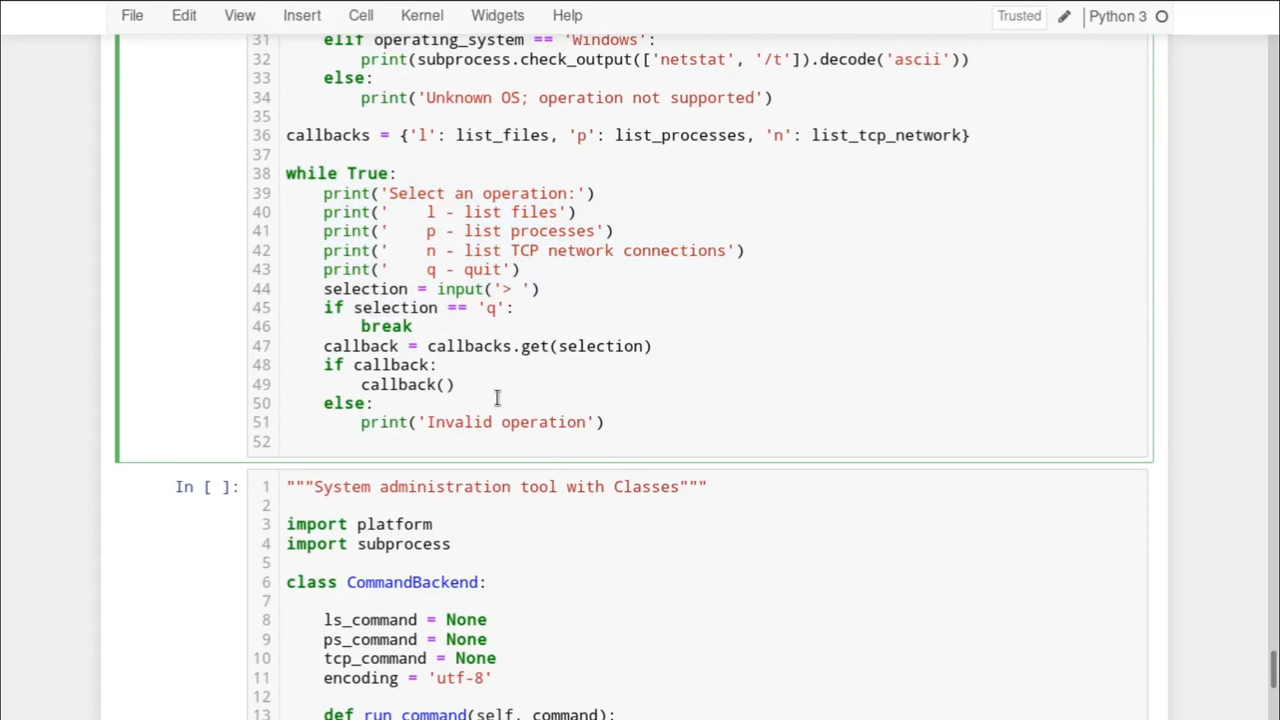 File Edit View Insert Cell Kernel Widgets Help Trusted Python 3
31 elif operating_system == 'Windows':
32 print(subprocess.check_output(['netstat', '/t']).decode('ascii'))
33 else:
34 print('Unknown OS; operation not supported')
35
36 callbacks = {'l': list_files, 'p': list_processes, 'n': list_tcp_network}
37
38 while True:
39 print('Select an operation:')
40 print('    l - list files')
41 print('    p - list processes')
42 print('    n - list TCP network connections')
43 print('    q - quit')
44 selection = input('> ')
45 if selection == 'q':
46 break
47 callback = callbacks.get(selection)
48 if callback:
49 callback()
50 else:
51 print('Invalid operation')
52
In [ ]: 1 """System administration tool with Classes"""
2
3 import platform
4 import subprocess
5
6 class CommandBackend:
7
8 ls_command = None
9 ps_command = None
10 tcp_command = None
11 encoding = 'utf-8'
12
13 def run_command(self, command):